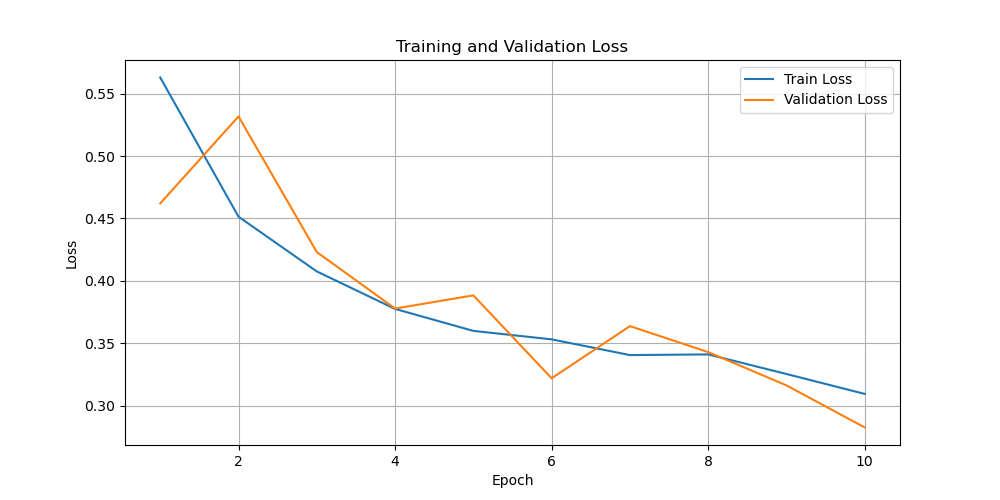 Training and Validation Loss
Train Loss
Validation Loss
Loss
0.55
0.50
0.45
0.40
0.35
0.30
2 4 6 8 10
Epoch